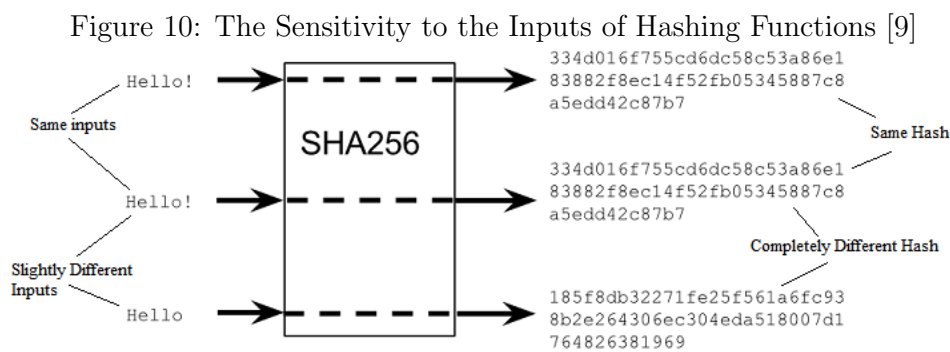 Figure 10: The Sensitivity to the Inputs of Hashing Functions [9]
Hello!
334d016f755cd6dc58c53a86e1
83882f8ec14f52fb05345887c8
a5edd42c87b7
Same inputs
SHA256
Same Hash
Hello!
334d016f755cd6dc58c53a86e1
83882f8ec14f52fb05345887c8
a5edd42c87b7
Slightly Different
Inputs
Completely Different Hash
Hello
185f8db32271fe25f561a6fc93
8b2e264306ec304eda518007d1
764826381969